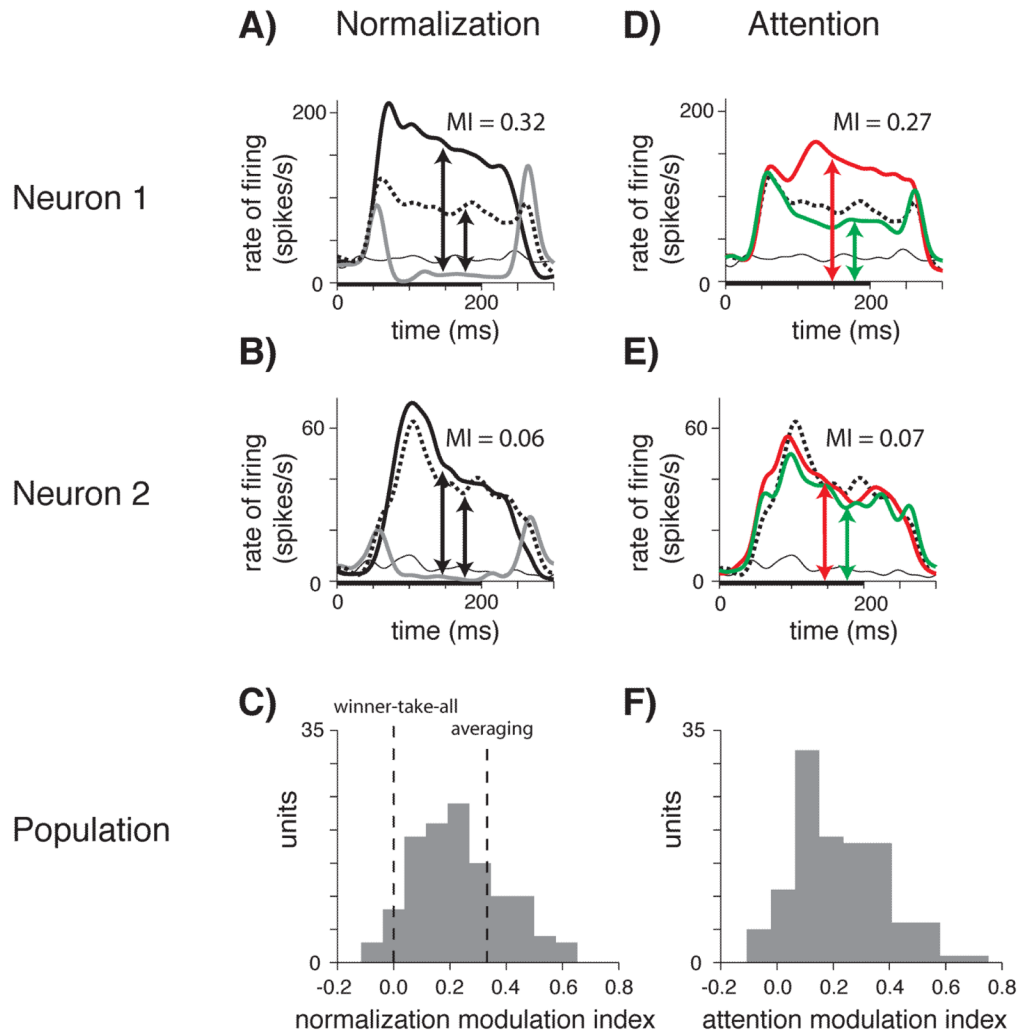 A) Normalization
D) Attention
Neuron 1
rate of firing
(spikes/s)
200
100
0
MI = 0.32
0
200
time (ms)
rate of firing
(spikes/s)
200
100
0
MI = 0.27
0
200
time (ms)
B)
E)
Neuron 2
rate of firing
(spikes/s)
60
0
MI = 0.06
0
200
time (ms)
rate of firing
(spikes/s)
60
0
MI = 0.07
0
200
time (ms)
C)
F)
Population
winner-take-all
averaging
units
35
0
-0.2 0.0 0.2 0.4 0.6 0.8
normalization modulation index
units
35
0
-0.2 0.0 0.2 0.4 0.6 0.8
attention modulation index